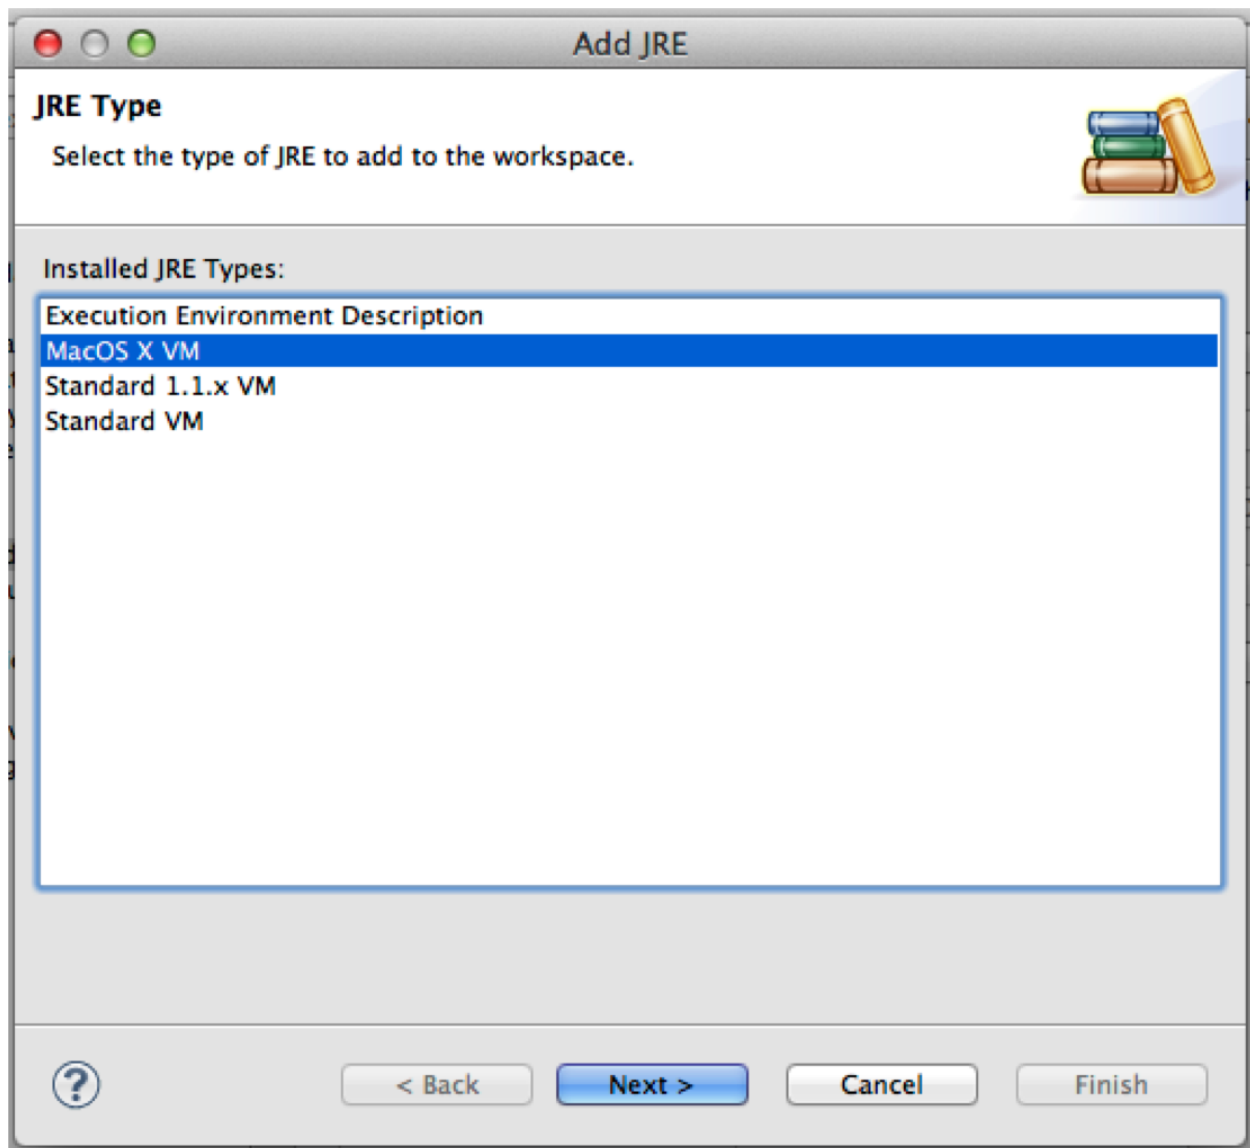 Add JRE
JRE Type
Select the type of JRE to add to the workspace.
Installed JRE Types:
Execution Environment Description
MacOS X VM
Standard 1.1.x VM
Standard VM
?
< Back
Next >
Cancel
Finish